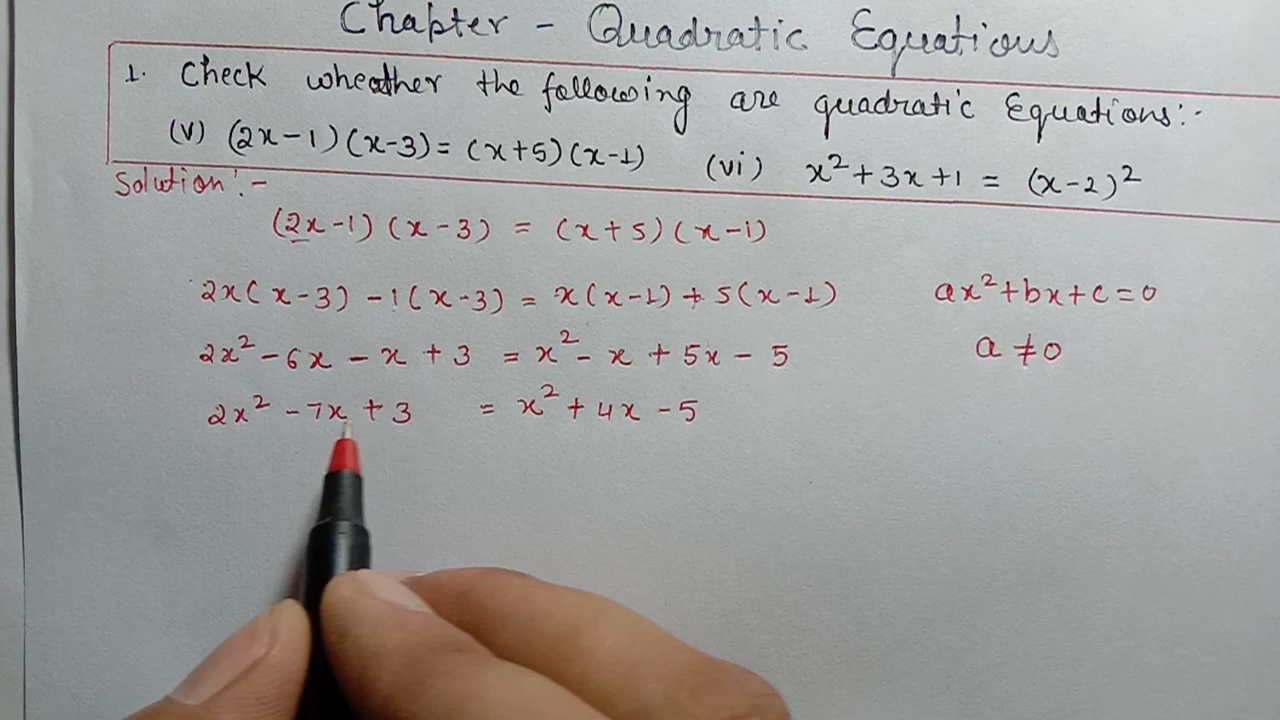 Chapter - Quadratic Equations
1. Check wheather the following are quadratic Equations:-
(v) (2x-1)(x-3)=(x+5)(x-1) (vi) x²+3x+1 = (x-2)²
Solution:-
(2x-1)(x-3) = (x+5)(x-1)
2x(x-3) -1(x-3) = x(x-1)+5(x-1) ax²+bx+c=0
2x²-6x-x+3 = x²-x+5x-5 a≠0
2x²-7x+3 = x²+4x-5